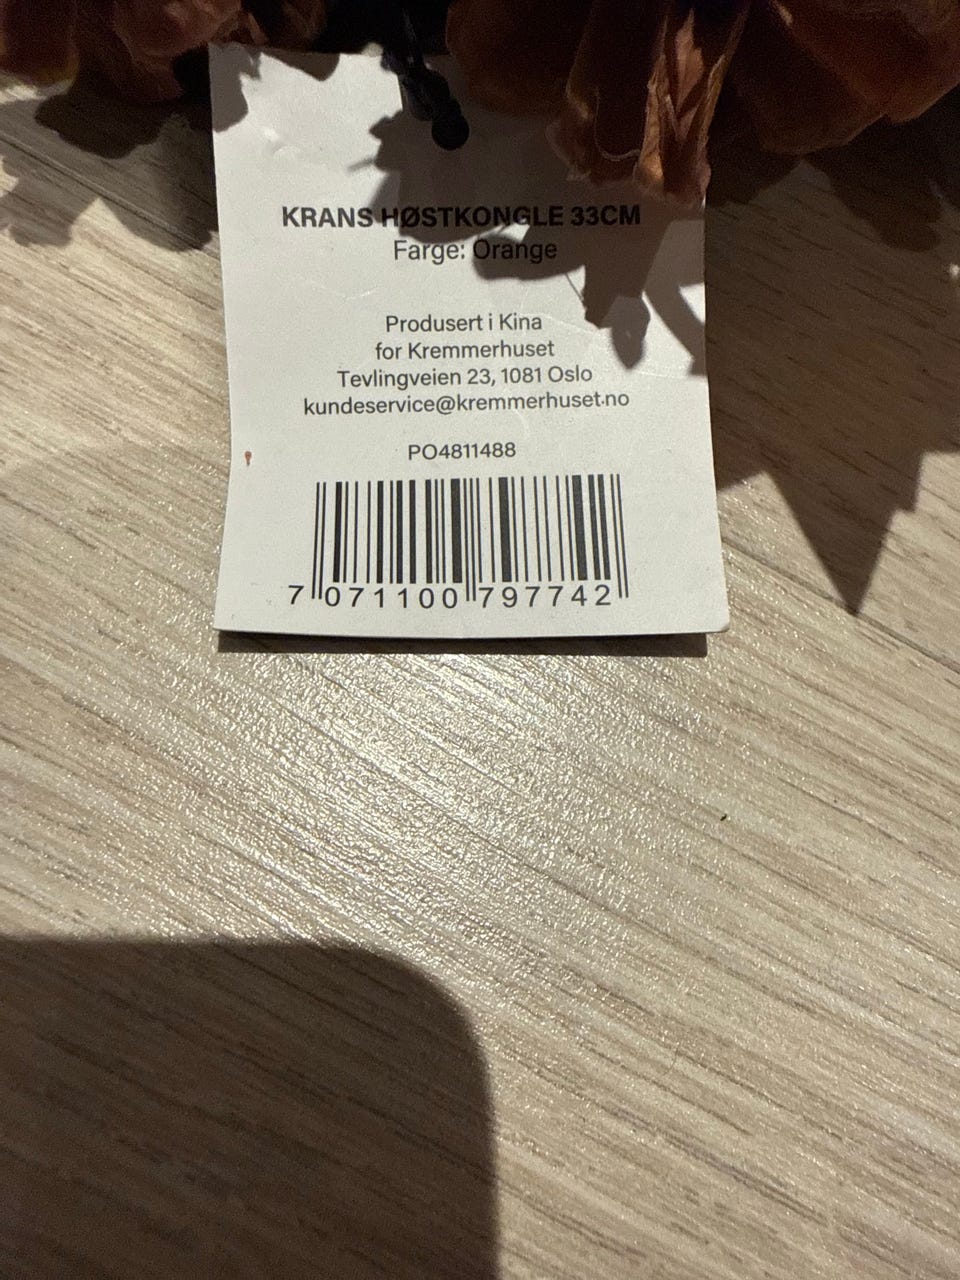 KRANS HØSTKONGLE 33CM
Farge: Orange
Produsert i Kina
for Kremmerhuset
Tevlingveien 23, 1081 Oslo
kundeservice@kremmerhuset.no
PO4811488
7 071100 797742